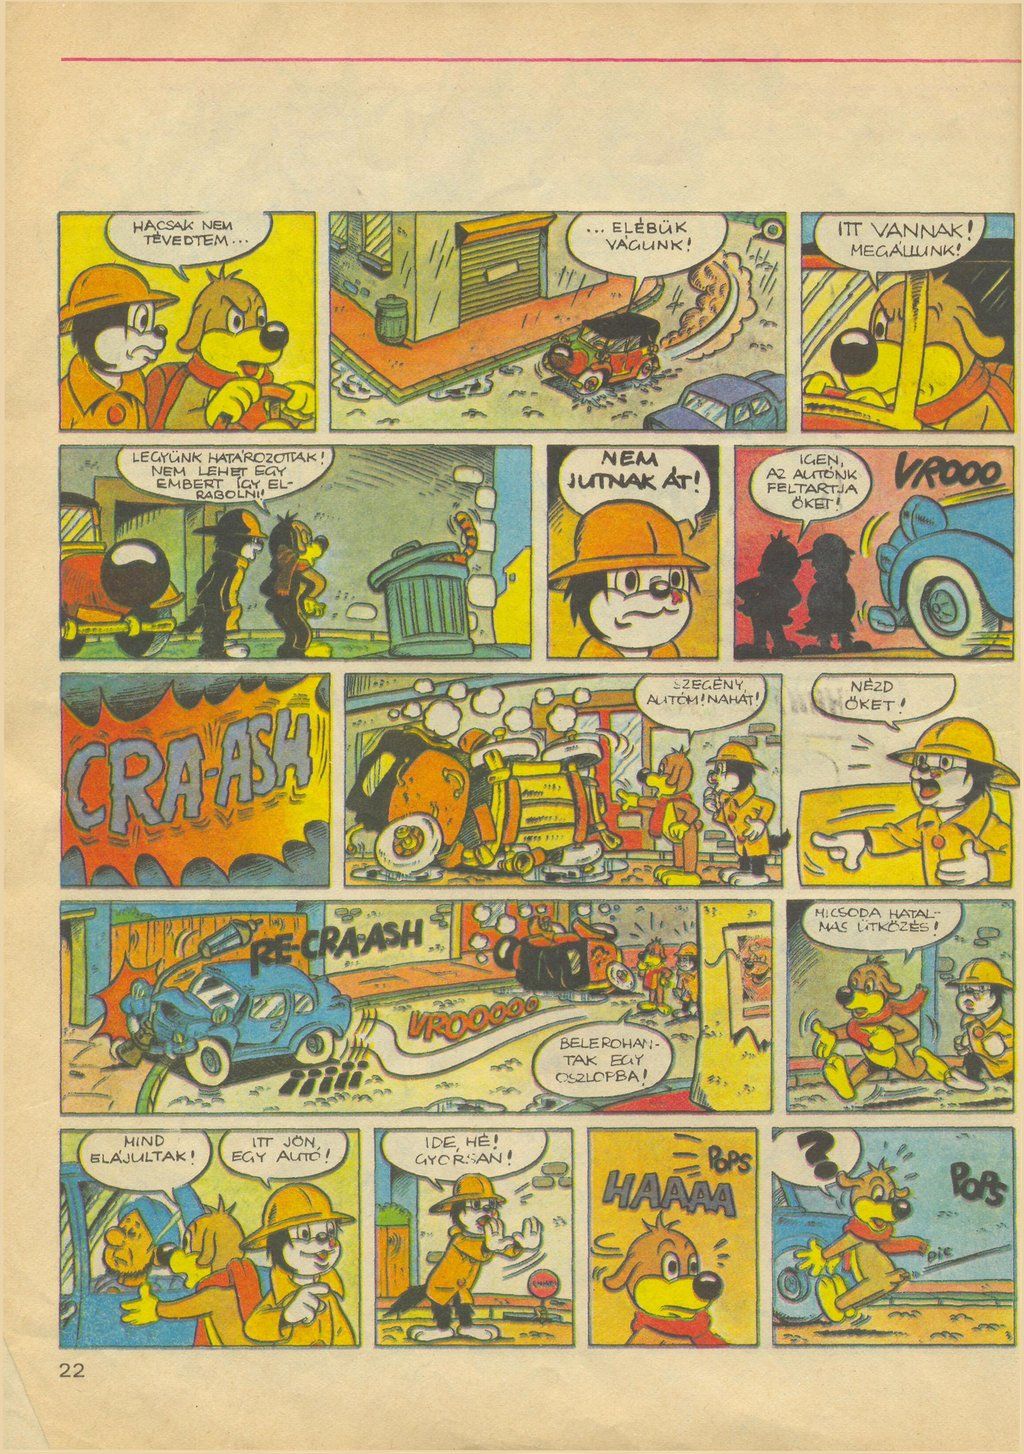 HACSAK NEM
TÉVEDTEM...
... ELÉBÜK
VÁGUNK!
ITT VANNAK!
MEGÁLLUNK!
LEGYÜNK HATÁROZOTTAK!
NEM LEHET EGY
EMBERT ÍGY EL-
RABOLNI!
NEM
JUTNAK ÁT!
IGEN,
AZ AUTÓNK
FELTARTJA
ŐKET!
VROOO
CRA-ASH
SZEGÉNY
AUTÓM! NAHÁT!
NÉZD
ŐKET!
RE-CRA-ASH
VROOOOO
BELEROHAN-
TAK EGY
OSZLOPBA!
MICSODA HATAL-
MAS ÜTKÖZÉS!
MIND
ELÁJULTAK!
ITT JÖN,
EGY AUTÓ!
IDE, HÉ!
GYORSAN!
POPS
HAAAA
?
POPS
PIC
22